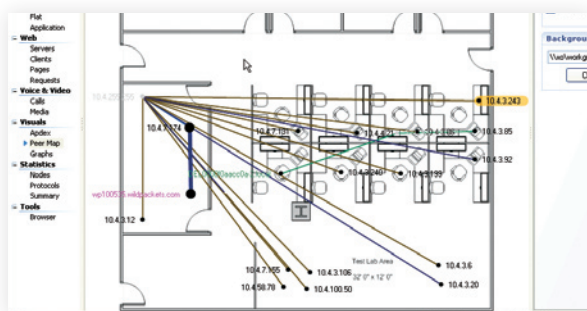 Flat
Application
Web
Servers
Clients
Pages
Requests
Voice & Video
Calls
Media
Visuals
Apdex
Peer Map
Graphs
Statistics
Nodes
Protocols
Summary
Tools
Browser
10.4.3.243
10.4.7.174
10.4.7.131
10.4.3.85
10.4.3.92
10.4.3.240
10.4.3.139
wp100535.wildpackets.com
10.4.3.12
10.4.3.6
10.4.7.155
10.4.3.106
Test Lab Area
32' 0" x 12' 0"
10.4.58.78
10.4.100.50
10.4.3.20